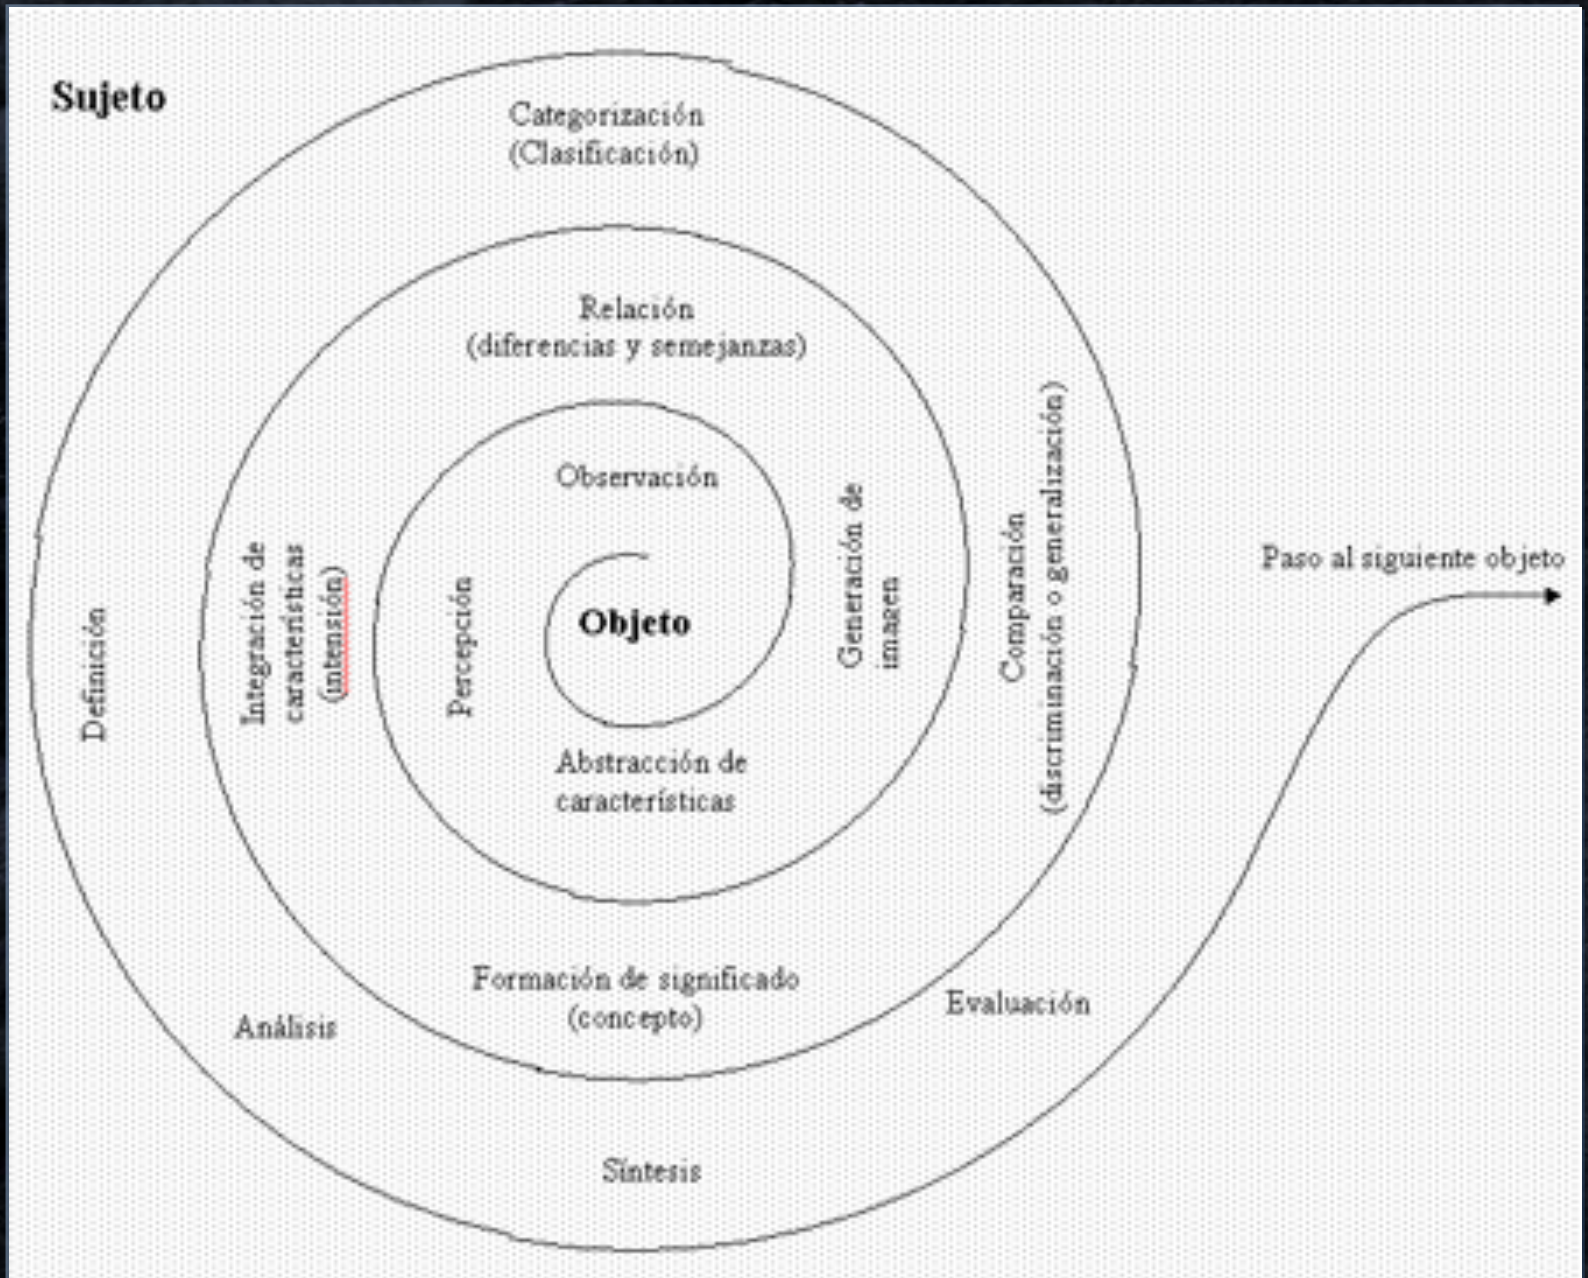 Sujeto
Categorización
(Clasificación)
Relación
(diferencias y semejanzas)
Observación
Objeto
Percepción
Abstracción de
características
Generación de
imagen
Integración de
características
(intensión)
Formación de significado
(concepto)
Comparación
(discriminación o generalización)
Definición
Análisis
Síntesis
Evaluación
Paso al siguiente objeto